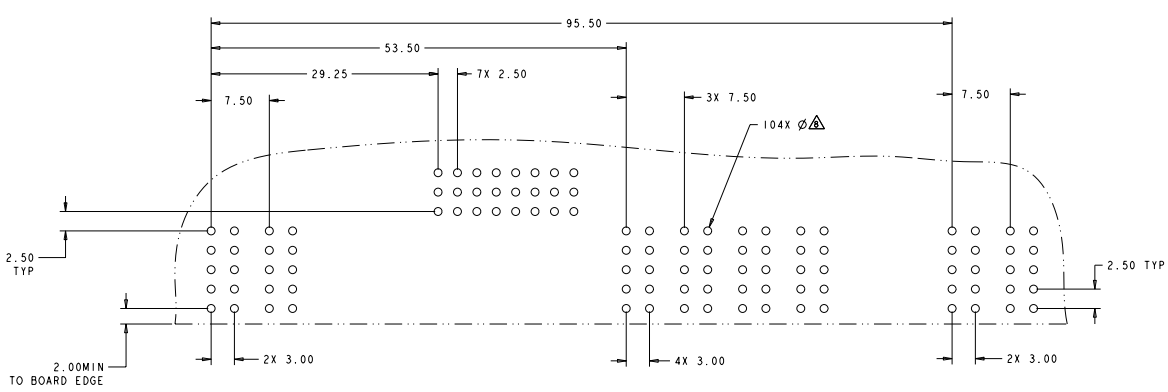 95.50
53.50
29.25
7X 2.50
7.50
3X 7.50
7.50
104X Ø 8
2.50
TYP
2.50 TYP
2.00MIN
TO BOARD EDGE
2X 3.00
4X 3.00
2X 3.00